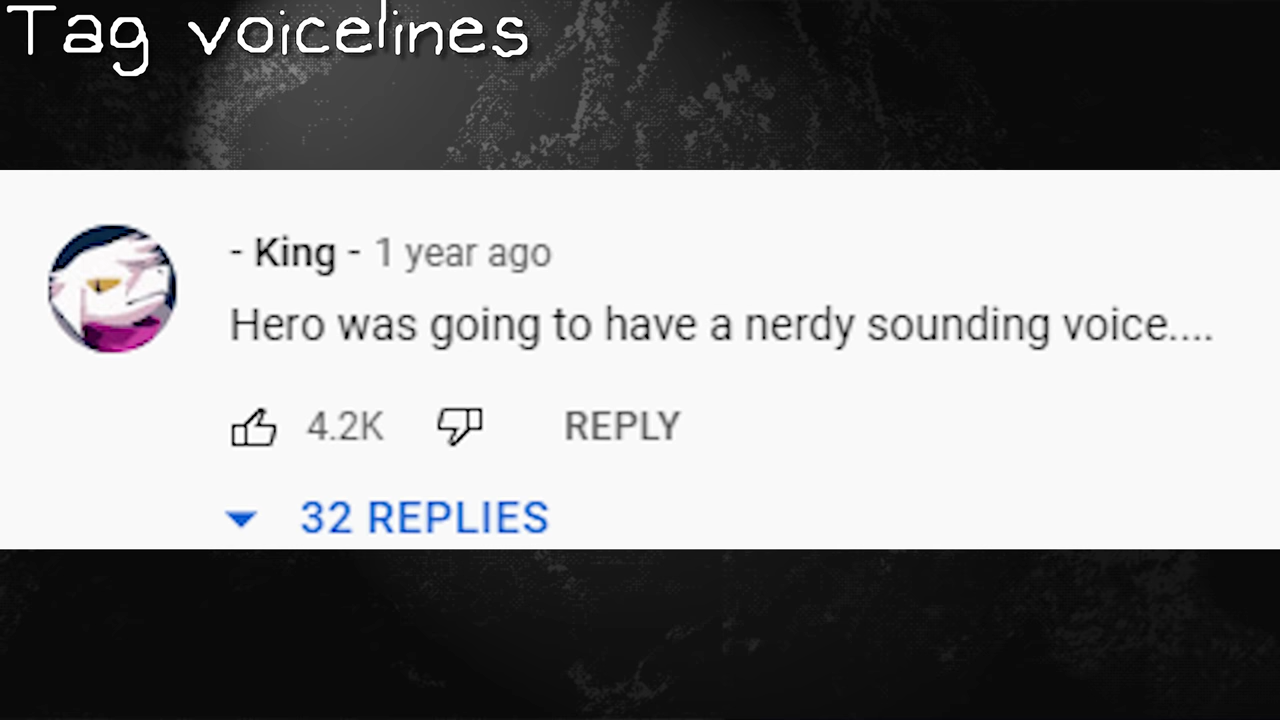 Tag voicelines
- King - 1 year ago
Hero was going to have a nerdy sounding voice....
4.2K REPLY
32 REPLIES